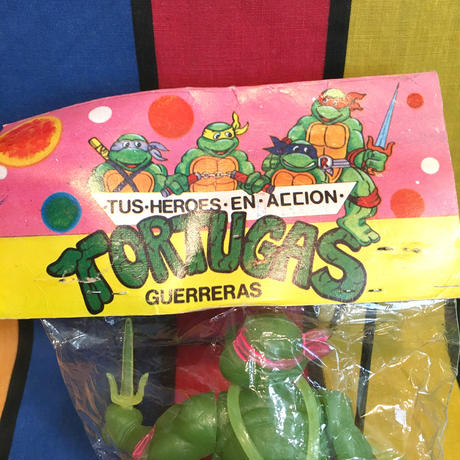 ·TUS·HEROES·EN·ACCION·
TORTUGAS
GUERRERAS
R